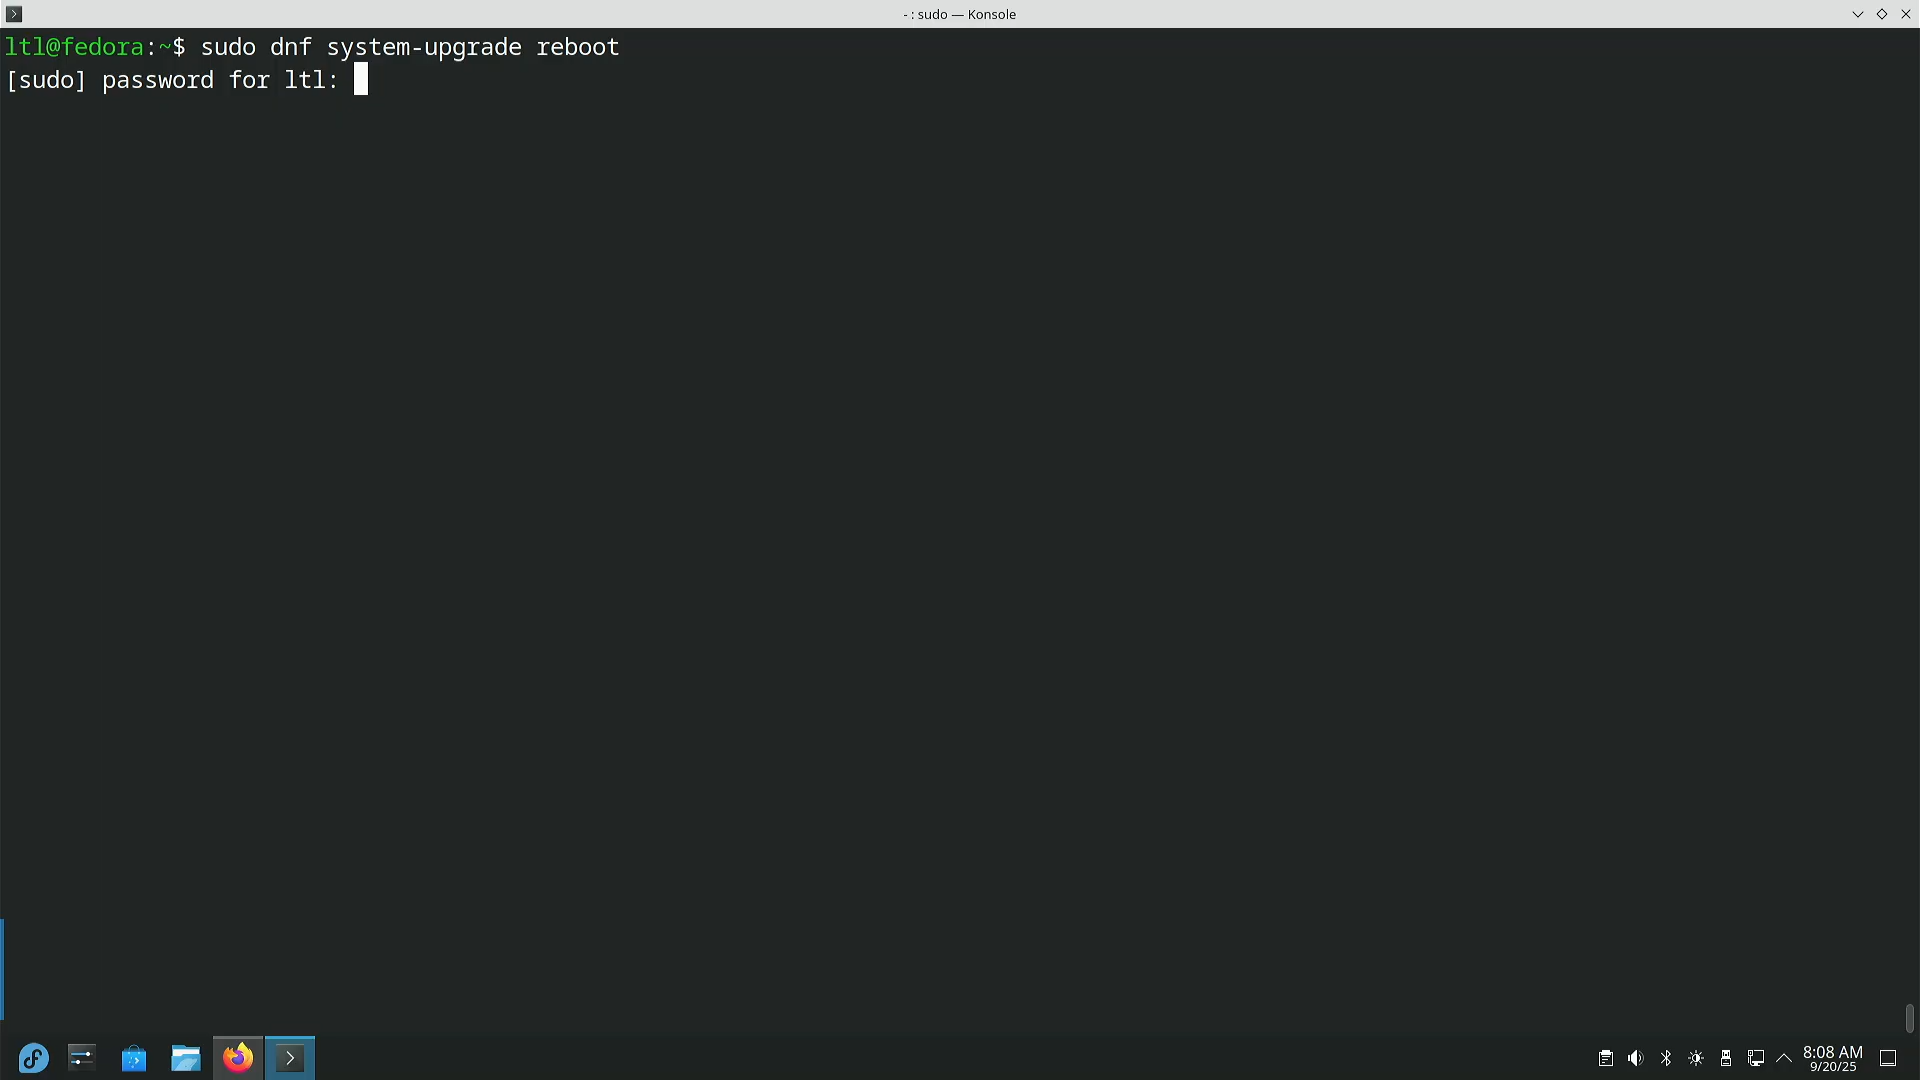 - : sudo — Konsole
ltl@fedora:~$ sudo dnf system-upgrade reboot
[sudo] password for ltl:
8:08 AM
9/20/25